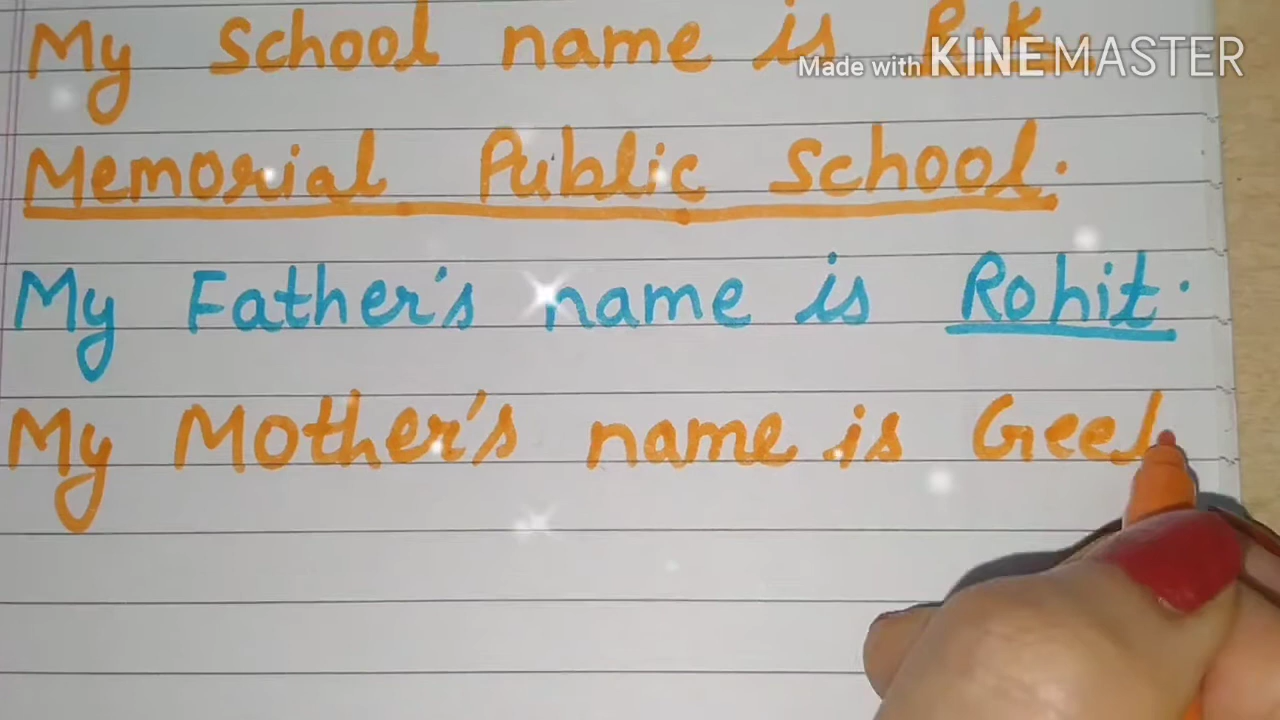 My School name is R.K.
Made with KINEMASTER
Memorial Public School.
My Father's name is Rohit.
My Mother's name is Geet